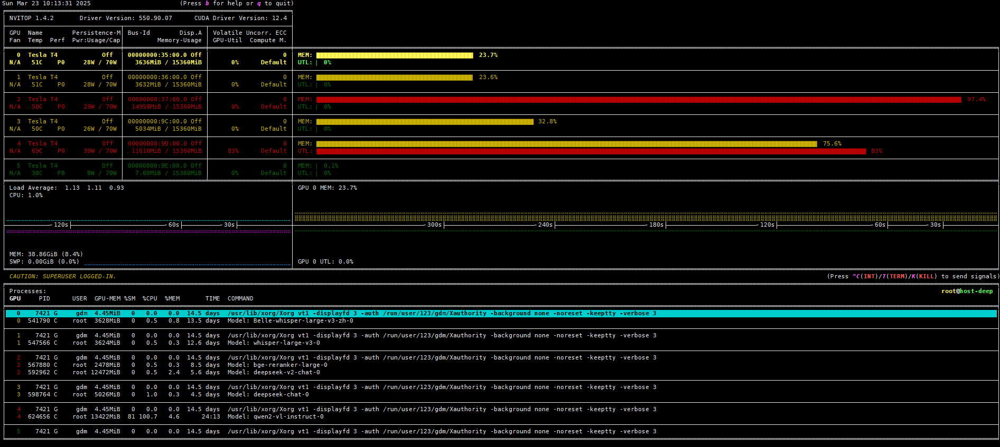 Sun Mar 23 10:13:31 2025 (Press h for help or q to quit)
NVITOP 1.4.2 Driver Version: 550.90.07 CUDA Driver Version: 12.4
GPU Name Persistence-M Bus-Id Disp.A Volatile Uncorr. ECC
Fan Temp Perf Pwr:Usage/Cap Memory-Usage GPU-Util Compute M.
0 Tesla T4 Off 00000000:35:00.0 Off 0 MEM: 23.7%
N/A 51C P0 28W / 70W 3636MiB / 15360MiB 0% Default UTL: 0%
1 Tesla T4 Off 00000000:36:00.0 Off 0 MEM: 23.6%
N/A 51C P0 28W / 70W 3632MiB / 15360MiB 0% Default UTL: 0%
2 Tesla T4 Off 00000000:37:00.0 Off 0 MEM: 97.4%
N/A 50C P0 29W / 70W 14958MiB / 15360MiB 0% Default UTL: 0%
3 Tesla T4 Off 00000000:9C:00.0 Off 0 MEM: 32.8%
N/A 50C P0 26W / 70W 5034MiB / 15360MiB 0% Default UTL: 0%
4 Tesla T4 Off 00000000:9D:00.0 Off 0 MEM: 75.6%
N/A 69C P0 39W / 70W 11610MiB / 15360MiB 83% Default UTL: 83%
5 Tesla T4 Off 00000000:9E:00.0 Off 0 MEM: 0.1%
N/A 30C P8 9W / 70W 7.69MiB / 15360MiB 0% Default UTL: 0%
Load Average: 1.13 1.11 0.93 GPU 0 MEM: 23.7%
CPU: 1.0%
120s 60s 30s 300s 240s 180s 120s 60s 30s
MEM: 38.86GiB (8.4%)
SWP: 0.00GiB (0.0%) GPU 0 UTL: 0.0%
CAUTION: SUPERUSER LOGGED-IN. (Press ^C(INT)/T(TERM)/K(KILL) to send signals)
Processes: root@host-deep
GPU PID USER GPU-MEM %SM %CPU %MEM TIME COMMAND
0 7421 G gdm 4.45MiB 0 0.0 0.0 14.5 days /usr/lib/xorg/Xorg vt1 -displayfd 3 -auth /run/user/123/gdm/Xauthority -background none -noreset -keeptty -verbose 3
0 541790 C root 3628MiB 0 0.5 0.8 13.5 days Model: Belle-whisper-large-v3-zh-0
1 7421 G gdm 4.45MiB 0 0.0 0.0 14.5 days /usr/lib/xorg/Xorg vt1 -displayfd 3 -auth /run/user/123/gdm/Xauthority -background none -noreset -keeptty -verbose 3
1 547566 C root 3624MiB 0 0.5 0.3 12.6 days Model: whisper-large-v3-0
2 7421 G gdm 4.45MiB 0 0.0 0.0 14.5 days /usr/lib/xorg/Xorg vt1 -displayfd 3 -auth /run/user/123/gdm/Xauthority -background none -noreset -keeptty -verbose 3
2 567880 C root 2478MiB 0 0.5 0.3 8.5 days Model: bge-reranker-large-0
2 592962 C root 12472MiB 0 0.5 2.4 5.6 days Model: deepseek-v2-chat-0
3 7421 G gdm 4.45MiB 0 0.0 0.0 14.5 days /usr/lib/xorg/Xorg vt1 -displayfd 3 -auth /run/user/123/gdm/Xauthority -background none -noreset -keeptty -verbose 3
3 598764 C root 5026MiB 0 1.0 0.3 4.5 days Model: deepseek-chat-0
4 7421 G gdm 4.45MiB 0 0.0 0.0 14.5 days /usr/lib/xorg/Xorg vt1 -displayfd 3 -auth /run/user/123/gdm/Xauthority -background none -noreset -keeptty -verbose 3
4 624656 C root 13422MiB 81 100.7 4.6 24:13 Model: qwen2-vl-instruct-0
5 7421 G gdm 4.45MiB 0 0.0 0.0 14.5 days /usr/lib/xorg/Xorg vt1 -displayfd 3 -auth /run/user/123/gdm/Xauthority -background none -noreset -keeptty -verbose 3